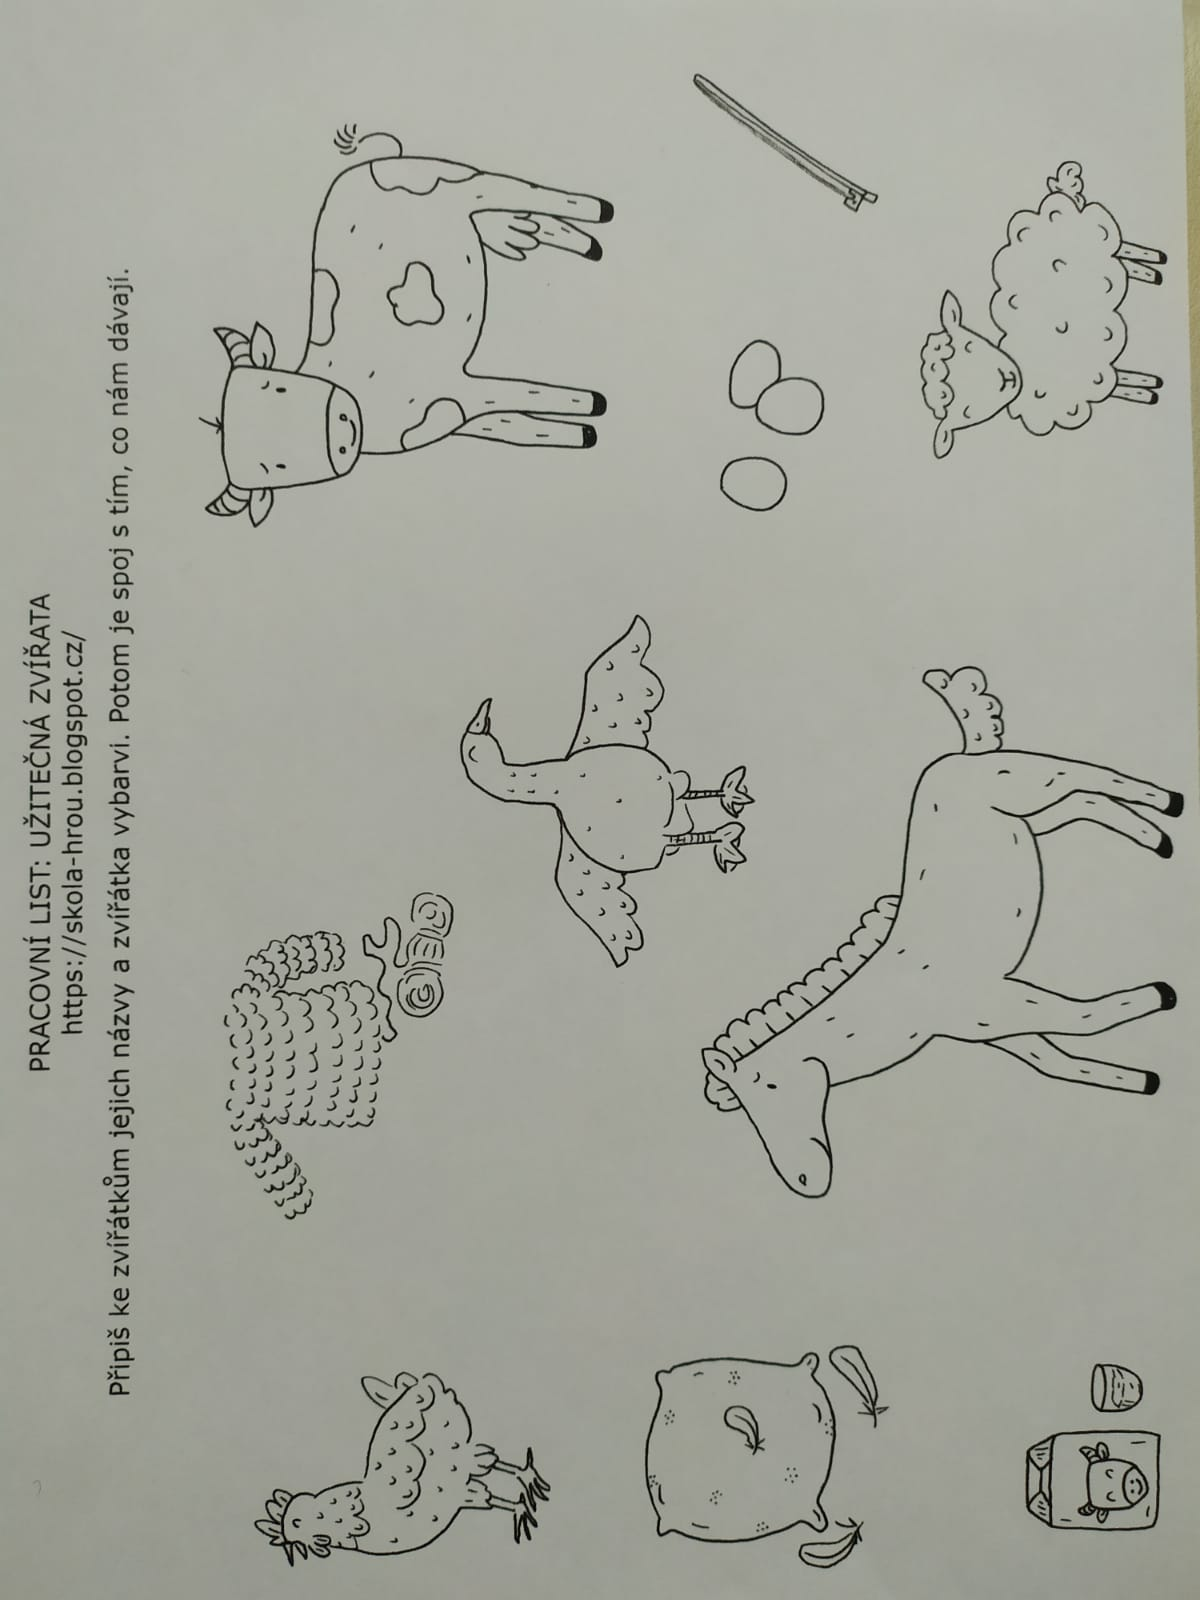 PRACOVNÍ LIST: UŽITEČNÁ ZVÍŘATA
https://skola-hrou.blogspot.cz/
Připiš ke zvířátkům jejich názvy a zvířátka vybarvi. Potom je spoj s tím, co nám dávají.